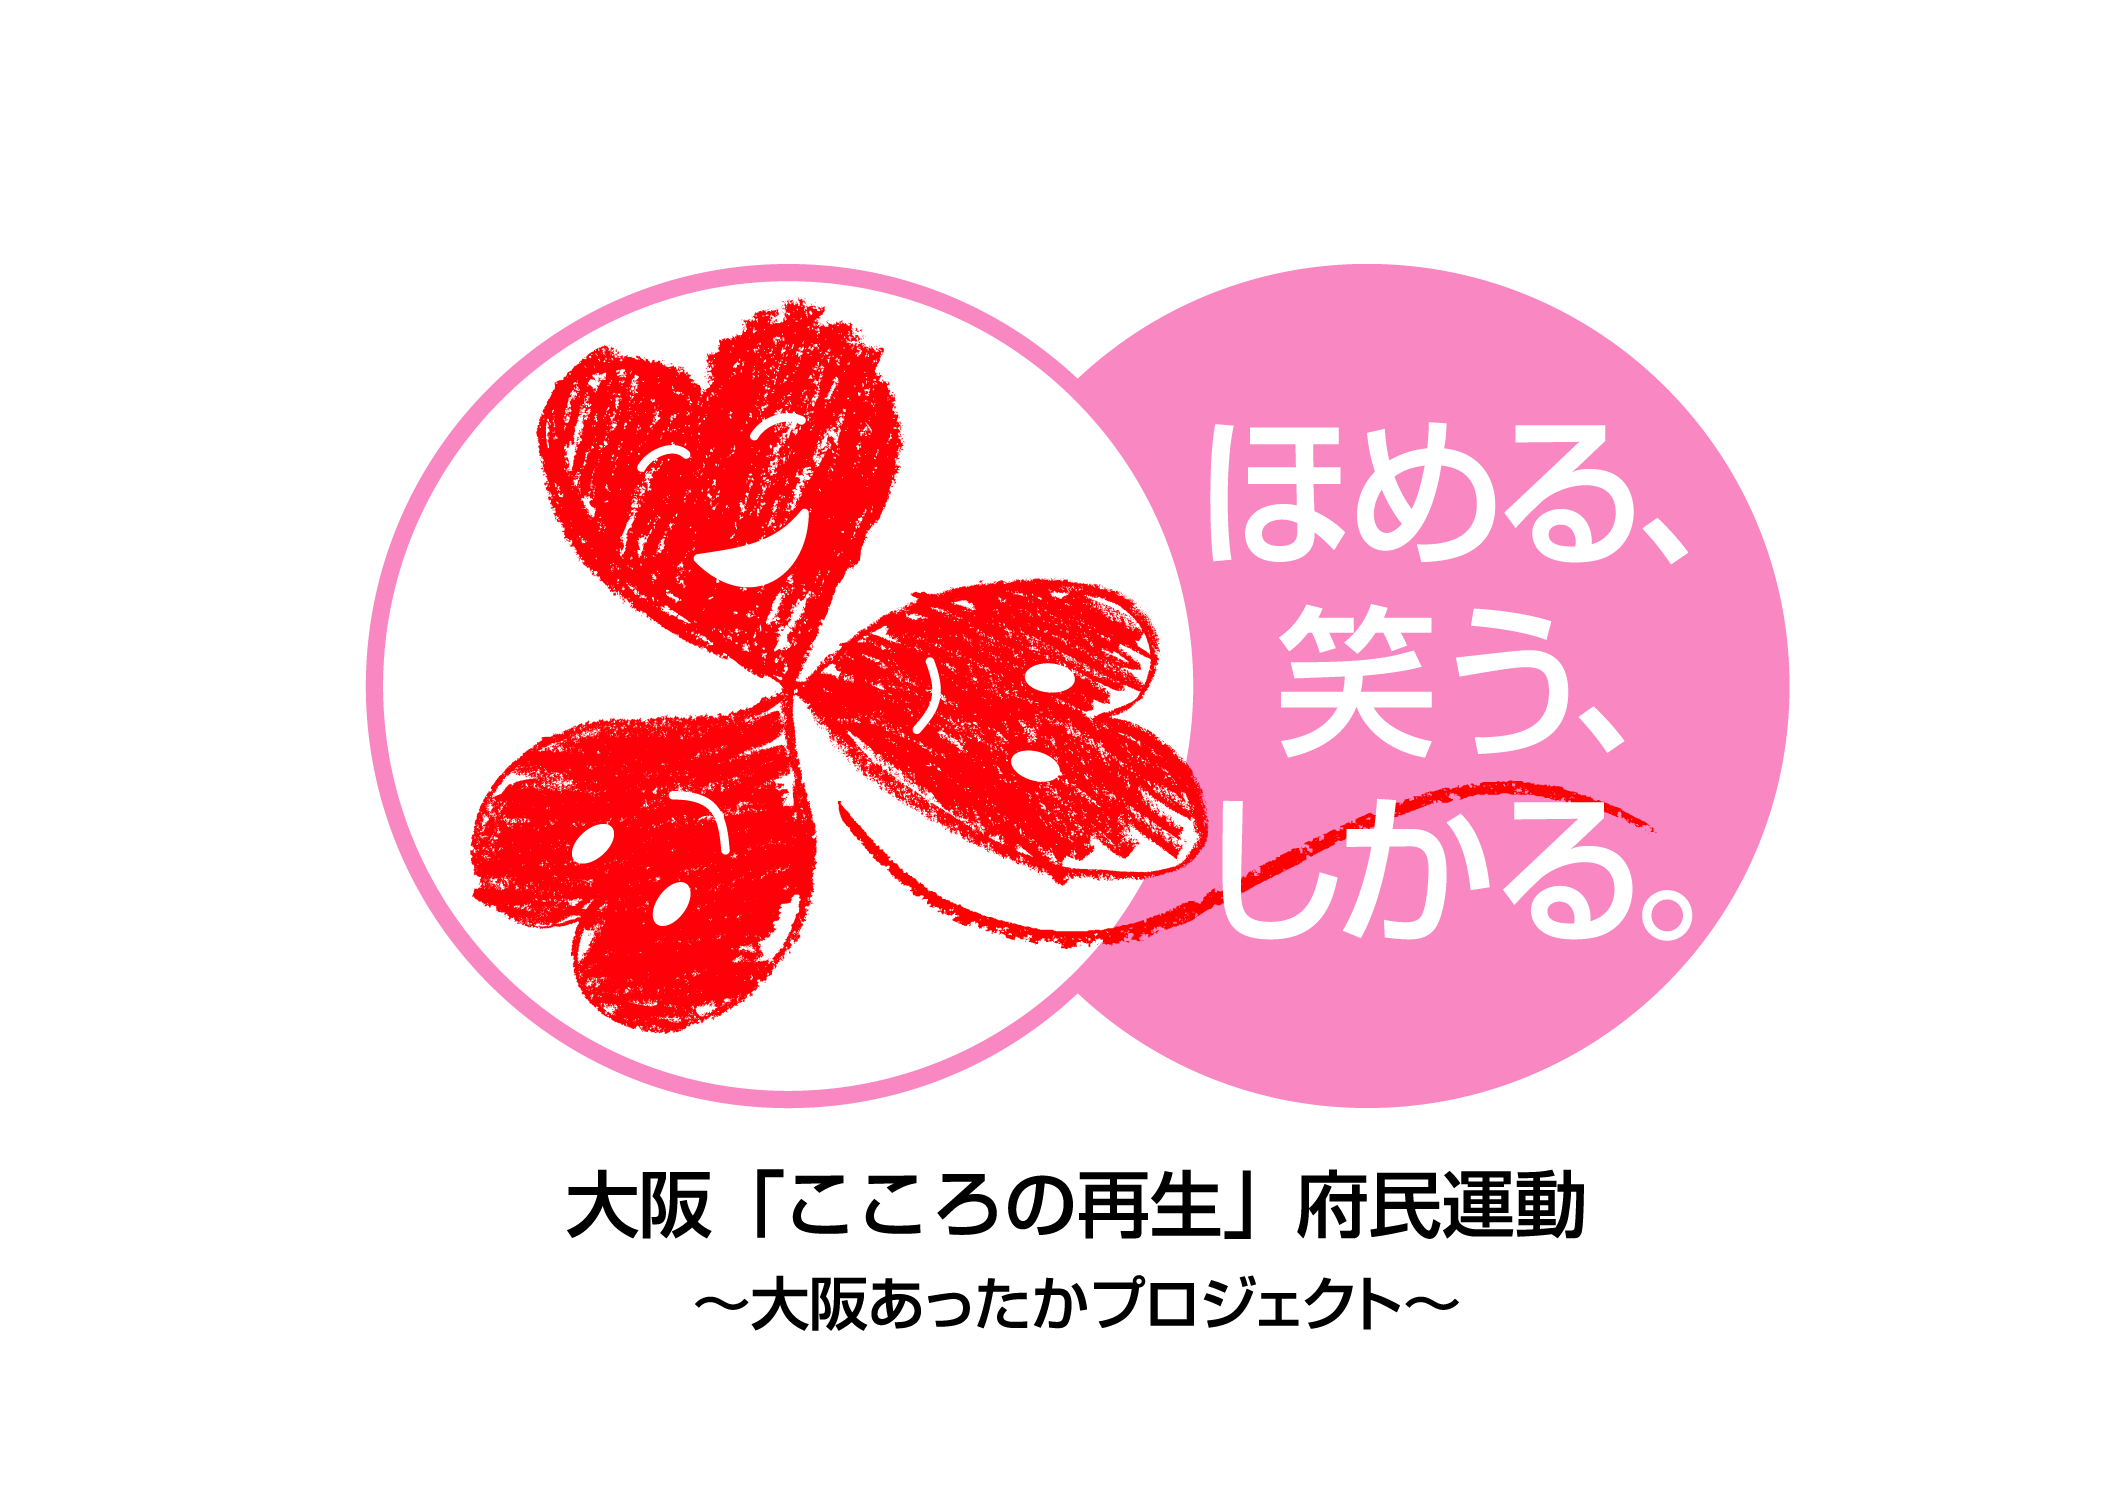 ほめる、
笑う、
しかる。
大阪「こころの再生」府民運動
～大阪あったかプロジェクト～